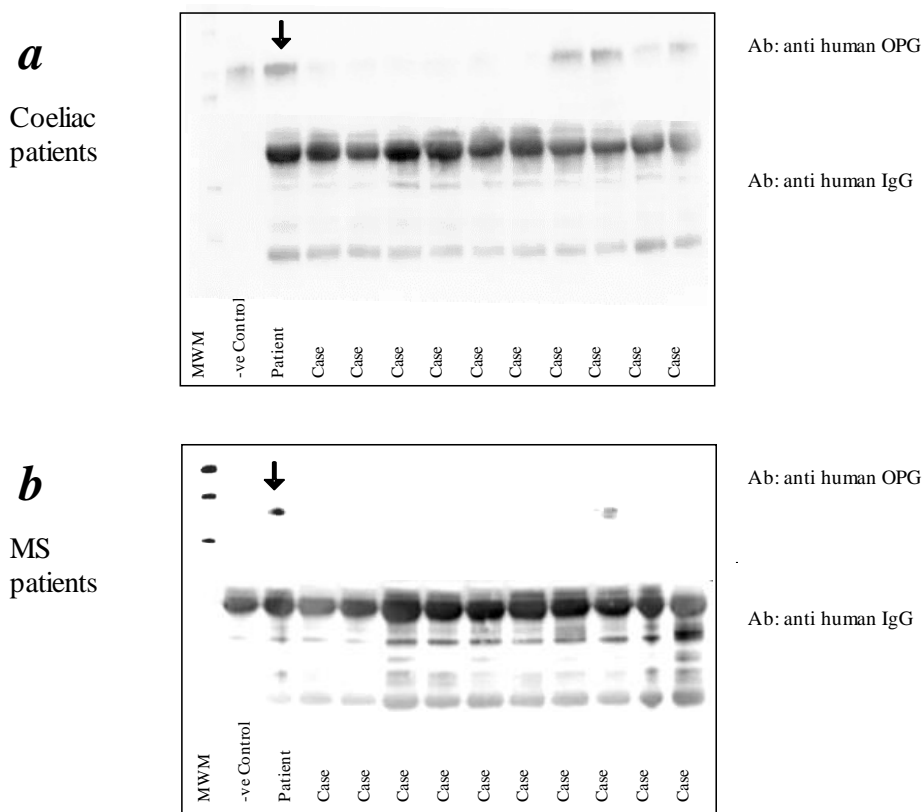 a
Coeliac
patients
Ab: anti human OPG
Ab: anti human IgG
MWM
-ve Control
Patient
Case
Case
Case
Case
Case
Case
Case
Case
Case
Case
b
MS
patients
Ab: anti human OPG
Ab: anti human IgG
MWM
-ve Control
Patient
Case
Case
Case
Case
Case
Case
Case
Case
Case
Case